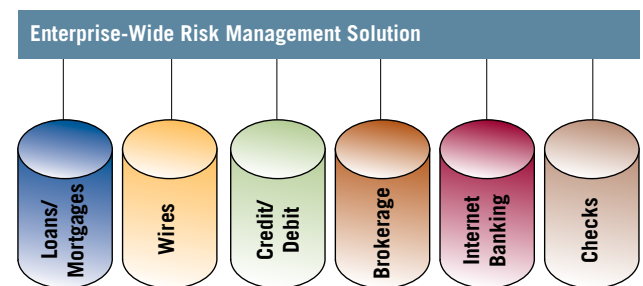 Enterprise-Wide Risk Management Solution
Loans/
Mortgages
Wires
Credit/
Debit
Brokerage
Internet
Banking
Checks